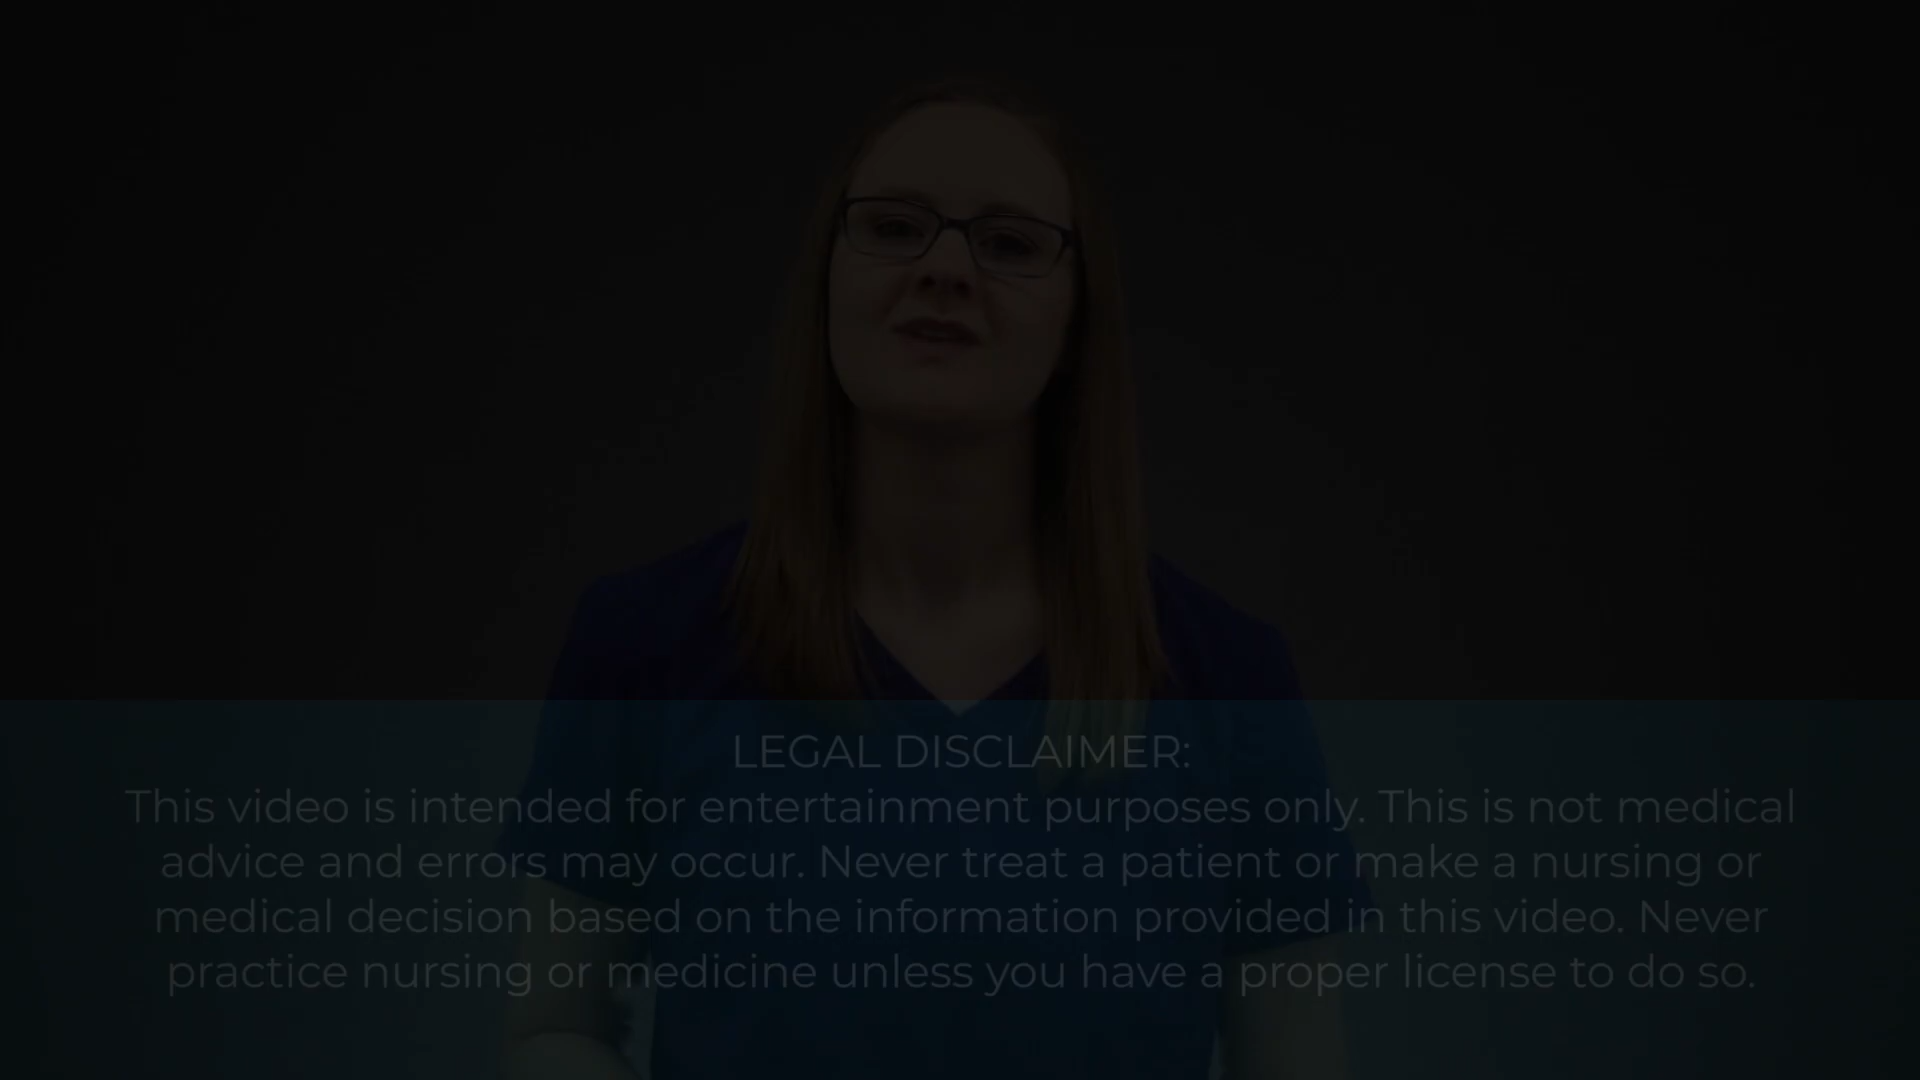 LEGAL DISCLAIMER:
This video is intended for entertainment purposes only. This is not medical
advice and errors may occur. Never treat a patient or make a nursing or
medical decision based on the information provided in this video. Never
practice nursing or medicine unless you have a proper license to do so.